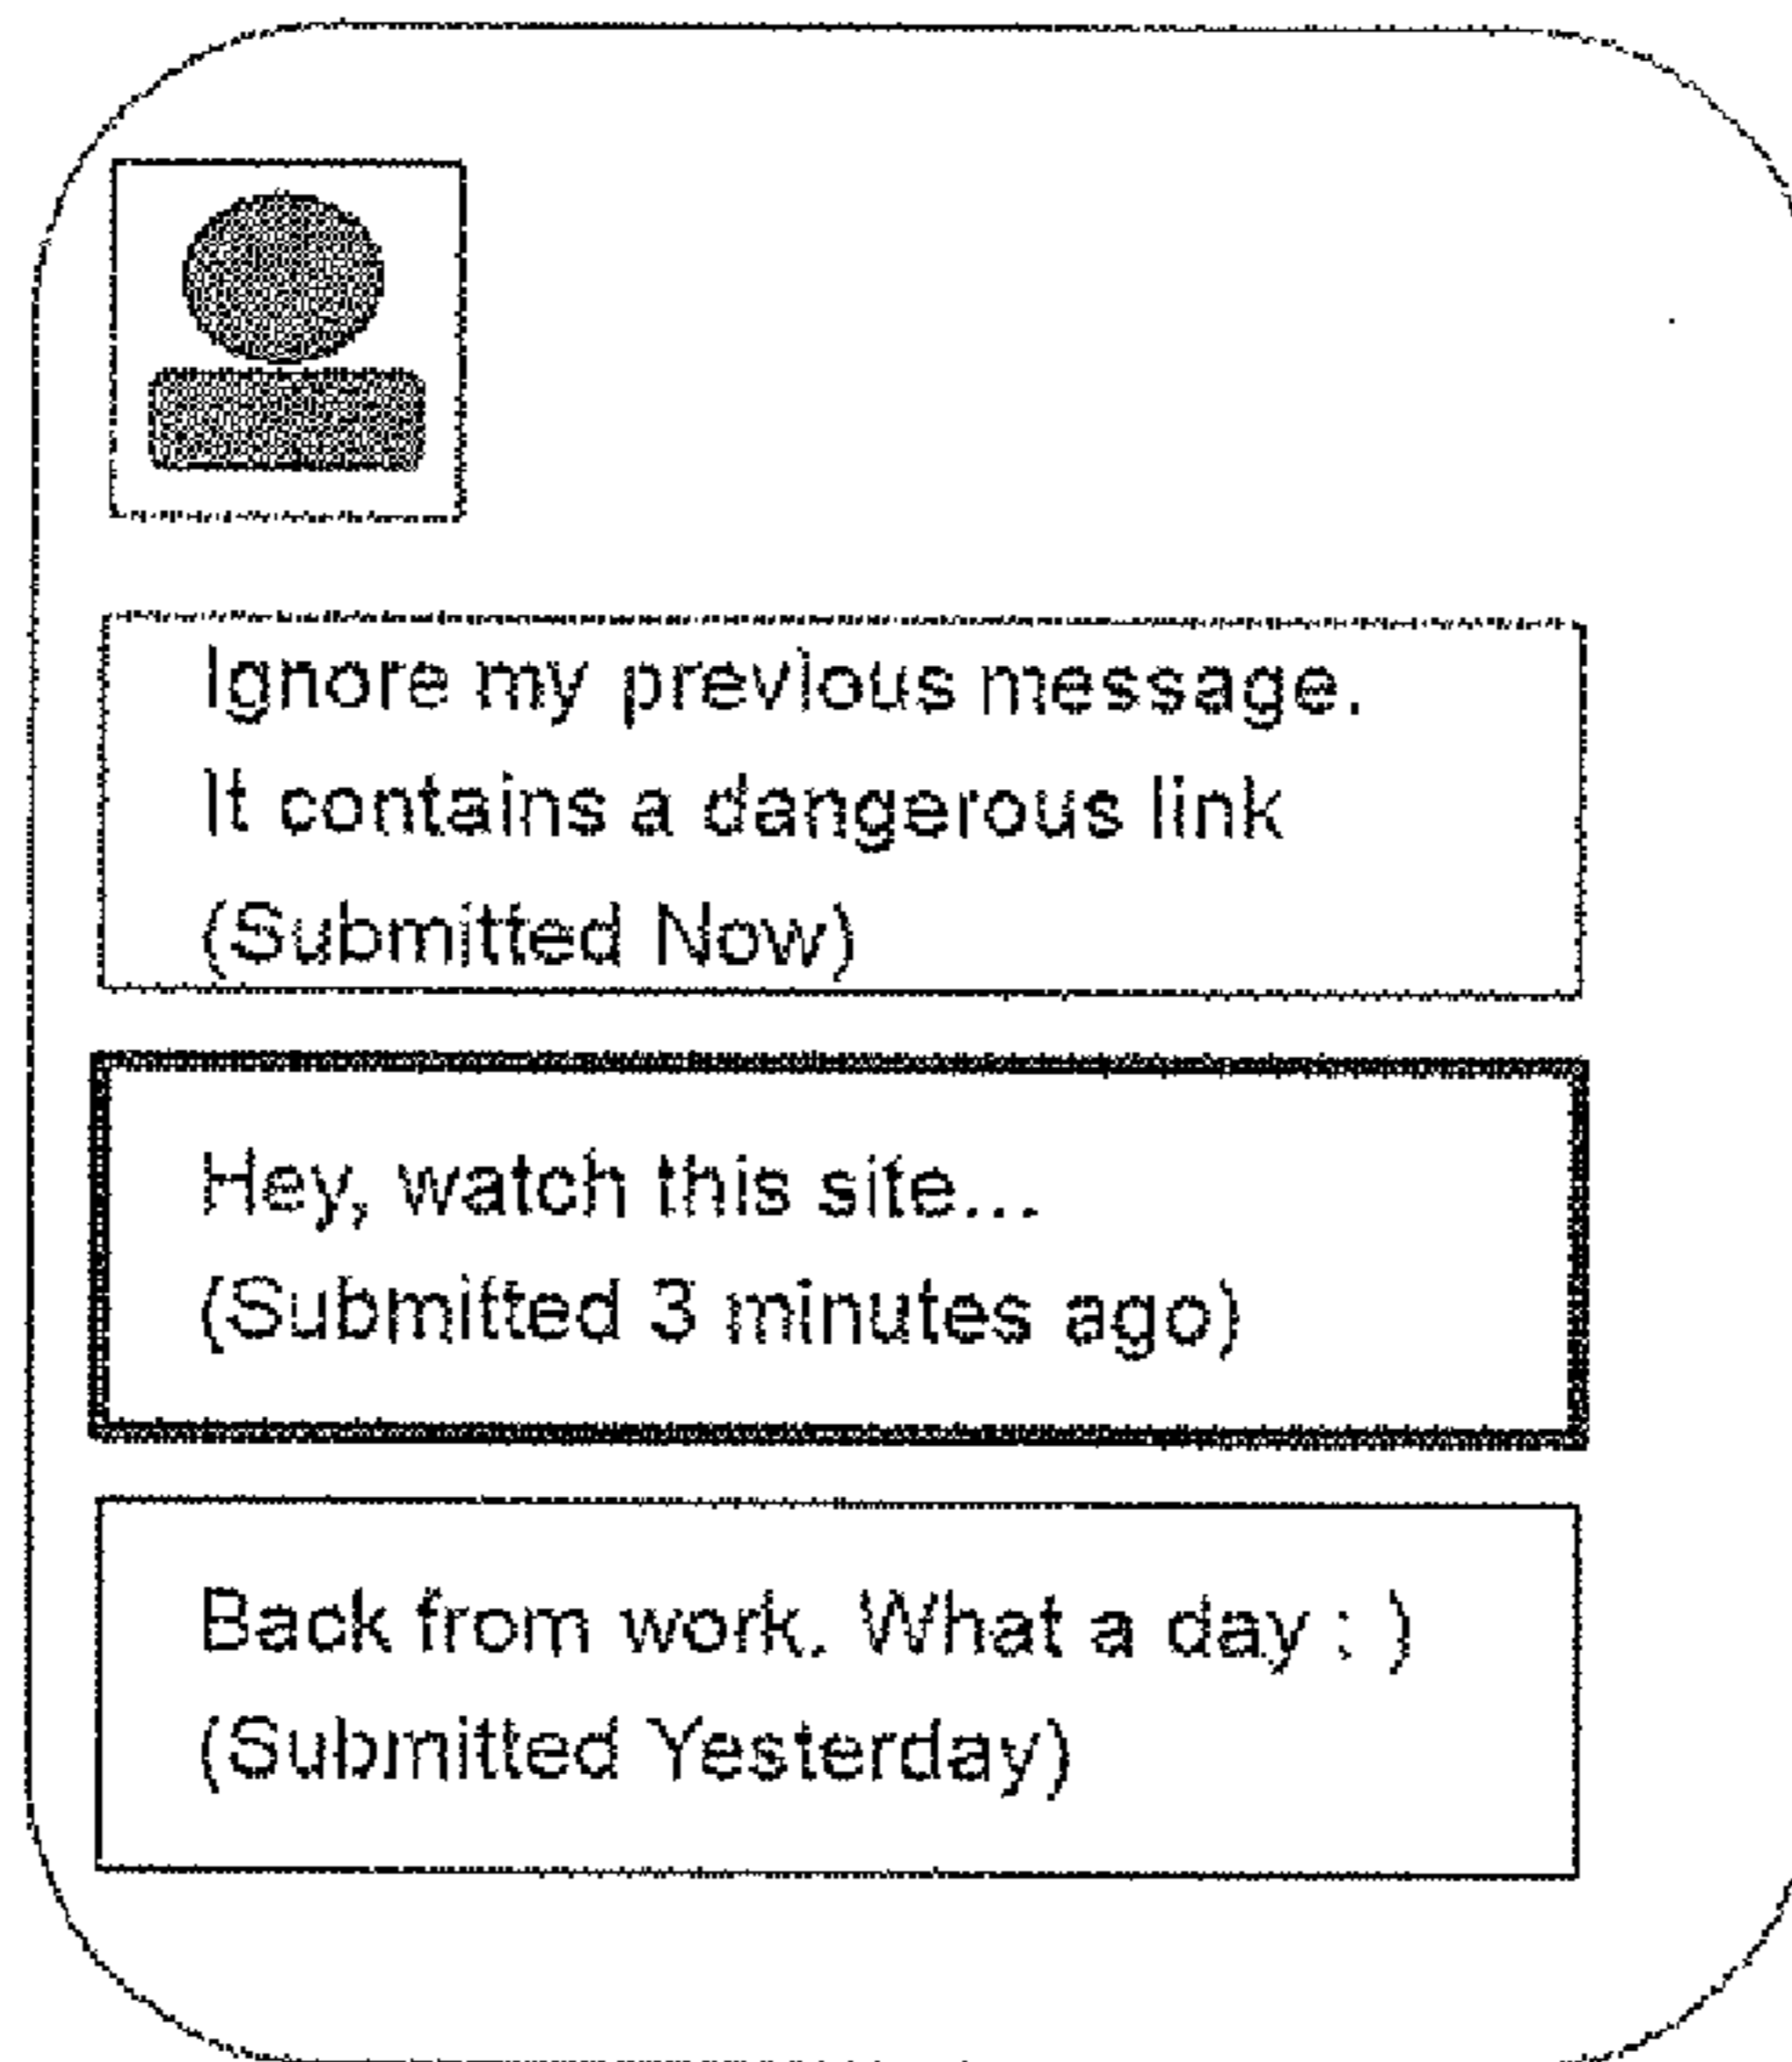 Ignore my previous message.
It contains a dangerous link
(Submitted Now)
Hey, watch this site...
(Submitted 3 minutes ago)
Back from work. What a day : )
(Submitted Yesterday)